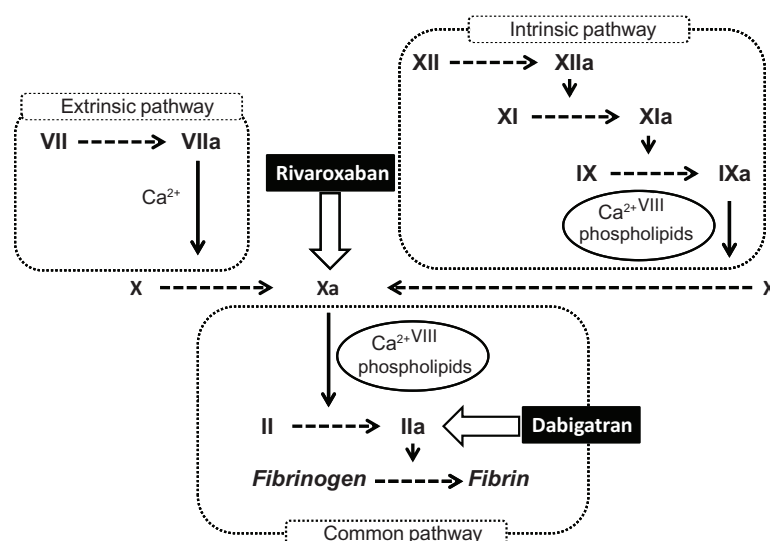 Intrinsic pathway
XII XIIa
Extrinsic pathway
XI XIa
VII VIIa
Rivaroxaban
IX IXa
Ca²⁺
Ca²⁺ VIII
phospholipids
X Xa X
Ca²⁺ VIII
phospholipids
II IIa
Dabigatran
Fibrinogen Fibrin
Common pathway